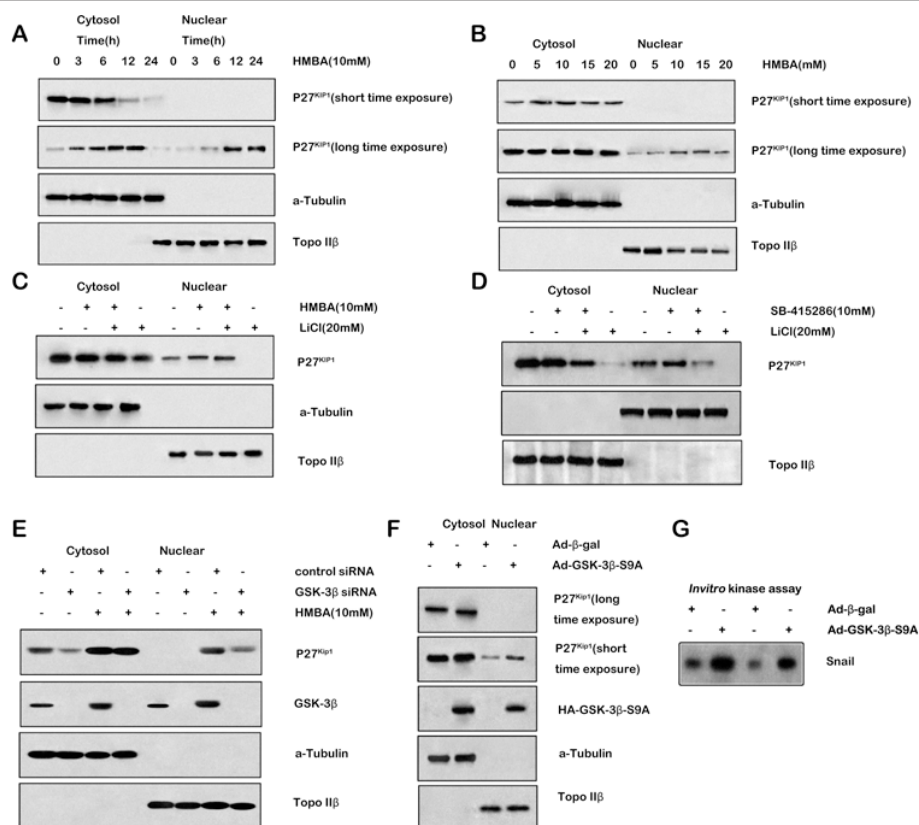 A
Cytosol Nuclear
Time(h) Time(h)
0 3 6 12 24 0 3 6 12 24 HMBA(10mM)
P27KIP1(short time exposure)
P27KIP1(long time exposure)
a-Tubulin
Topo IIβ
B
Cytosol Nuclear
0 5 10 15 20 0 5 10 15 20 HMBA(mM)
P27KIP1(short time exposure)
P27KIP1(long time exposure)
a-Tubulin
Topo IIβ
C
Cytosol Nuclear
- + + - - + + - HMBA(10mM)
- - + + - - + + LiCl(20mM)
P27KIP1
a-Tubulin
Topo IIβ
D
Cytosol Nuclear
- + + - - + + - SB-415286(10mM)
- - + + - - + + LiCl(20mM)
P27KIP1
Topo IIβ
E
Cytosol Nuclear
+ - + - + - + - control siRNA
- + - + - + - + GSK-3β siRNA
- - + + - - + + HMBA(10mM)
P27Kip1
GSK-3β
a-Tubulin
Topo IIβ
F
Cytosol Nuclear
+ - + - Ad-β-gal
- + - + Ad-GSK-3β-S9A
P27Kip1(long
time exposure)
P27Kip1(short
time exposure)
HA-GSK-3β-S9A
a-Tubulin
Topo IIβ
G
Invitro kinase assay
+ - + - Ad-β-gal
- + - + Ad-GSK-3β-S9A
Snail